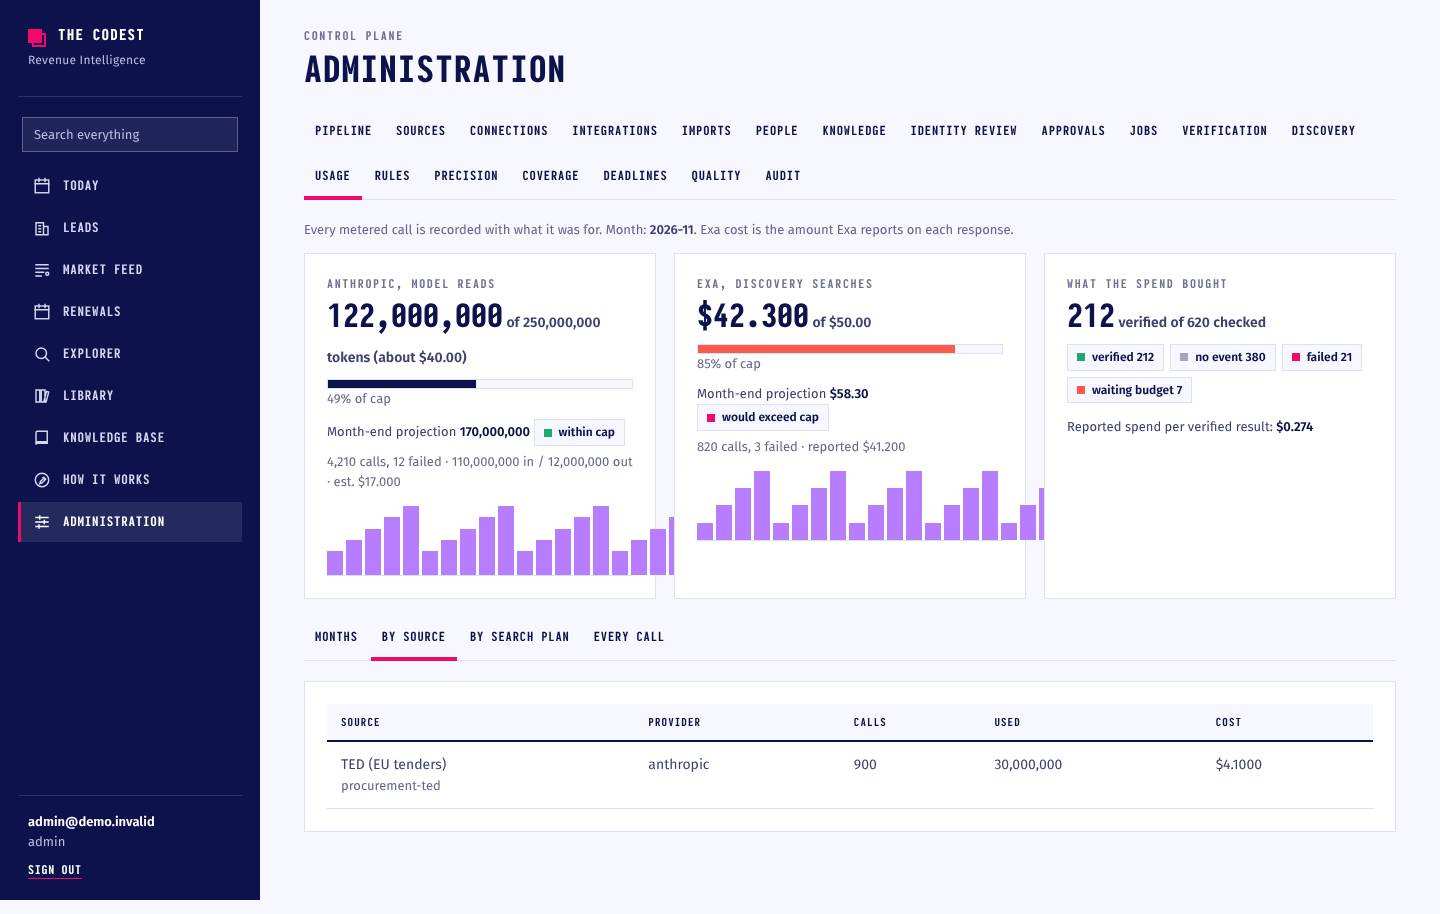 THE CODEST
Revenue Intelligence
Search everything
TODAY
LEADS
MARKET FEED
RENEWALS
EXPLORER
LIBRARY
KNOWLEDGE BASE
HOW IT WORKS
ADMINISTRATION
admin@demo.invalid
admin
SIGN OUT
CONTROL PLANE
ADMINISTRATION
PIPELINE SOURCES CONNECTIONS INTEGRATIONS IMPORTS PEOPLE KNOWLEDGE IDENTITY REVIEW APPROVALS JOBS VERIFICATION DISCOVERY
USAGE RULES PRECISION COVERAGE DEADLINES QUALITY AUDIT
Every metered call is recorded with what it was for. Month: 2026-11. Exa cost is the amount Exa reports on each response.
ANTHROPIC, MODEL READS
122,000,000 of 250,000,000
tokens (about $40.00)
49% of cap
Month-end projection 170,000,000 within cap
4,210 calls, 12 failed · 110,000,000 in / 12,000,000 out
· est. $17.000
EXA, DISCOVERY SEARCHES
$42.300 of $50.00
85% of cap
Month-end projection $58.30
would exceed cap
820 calls, 3 failed · reported $41.200
WHAT THE SPEND BOUGHT
212 verified of 620 checked
verified 212 no event 380 failed 21
waiting budget 7
Reported spend per verified result: $0.274
MONTHS BY SOURCE BY SEARCH PLAN EVERY CALL
SOURCE PROVIDER CALLS USED COST
TED (EU tenders) anthropic 900 30,000,000 $4.1000
procurement-ted